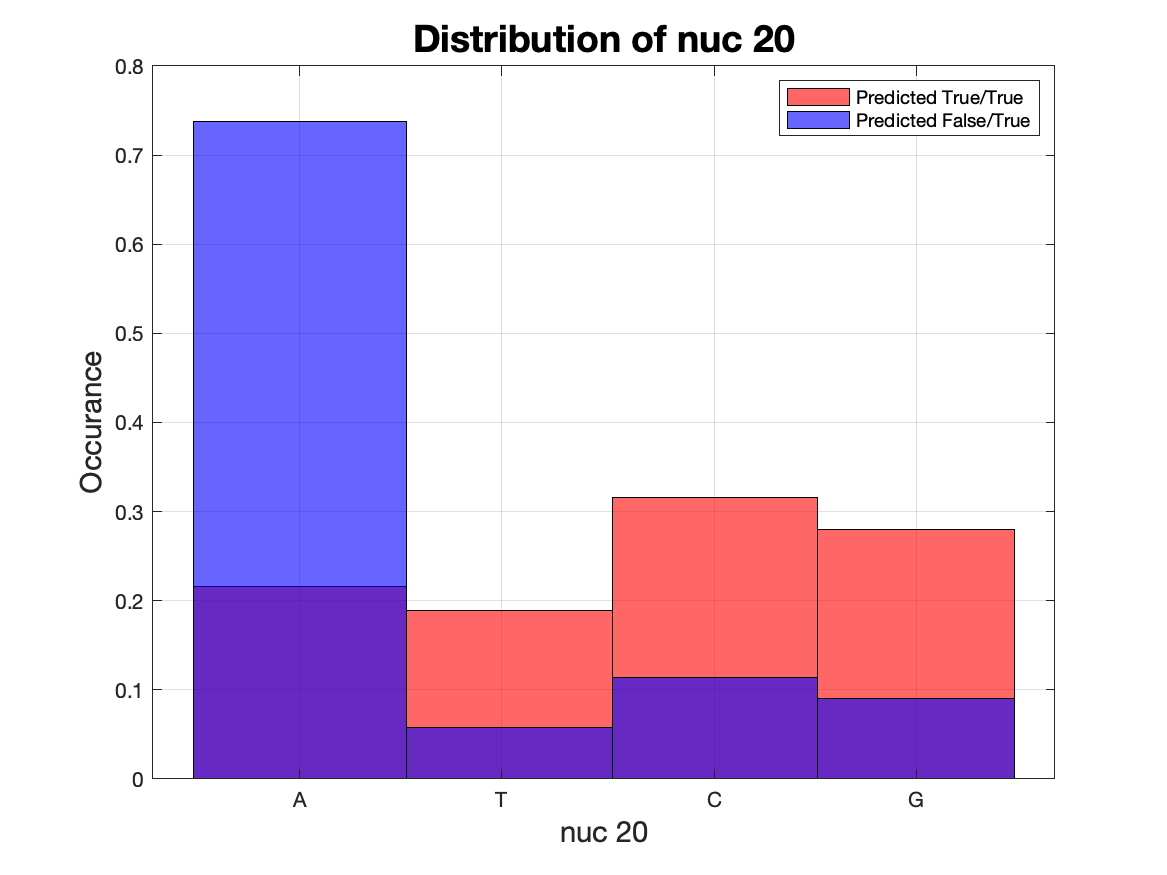 Distribution of nuc 20
Predicted True/True
Predicted False/True
0.8
0.7
0.6
0.5
0.4
0.3
0.2
0.1
0
Occurance
A T C G
nuc 20